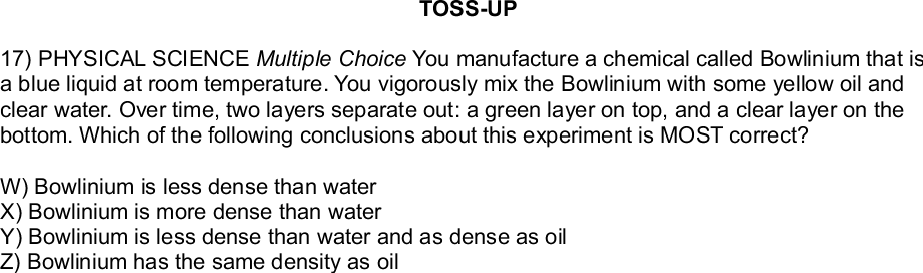 TOSS-UP
17) PHYSICAL SCIENCE Multiple Choice You manufacture a chemical called Bowlinium that is
a blue liquid at room temperature. You vigorously mix the Bowlinium with some yellow oil and
clear water. Over time, two layers separate out: a green layer on top, and a clear layer on the
bottom. Which of the following conclusions about this experiment is MOST correct?
W) Bowlinium is less dense than water
X) Bowlinium is more dense than water
Y) Bowlinium is less dense than water and as dense as oil
Z) Bowlinium has the same density as oil